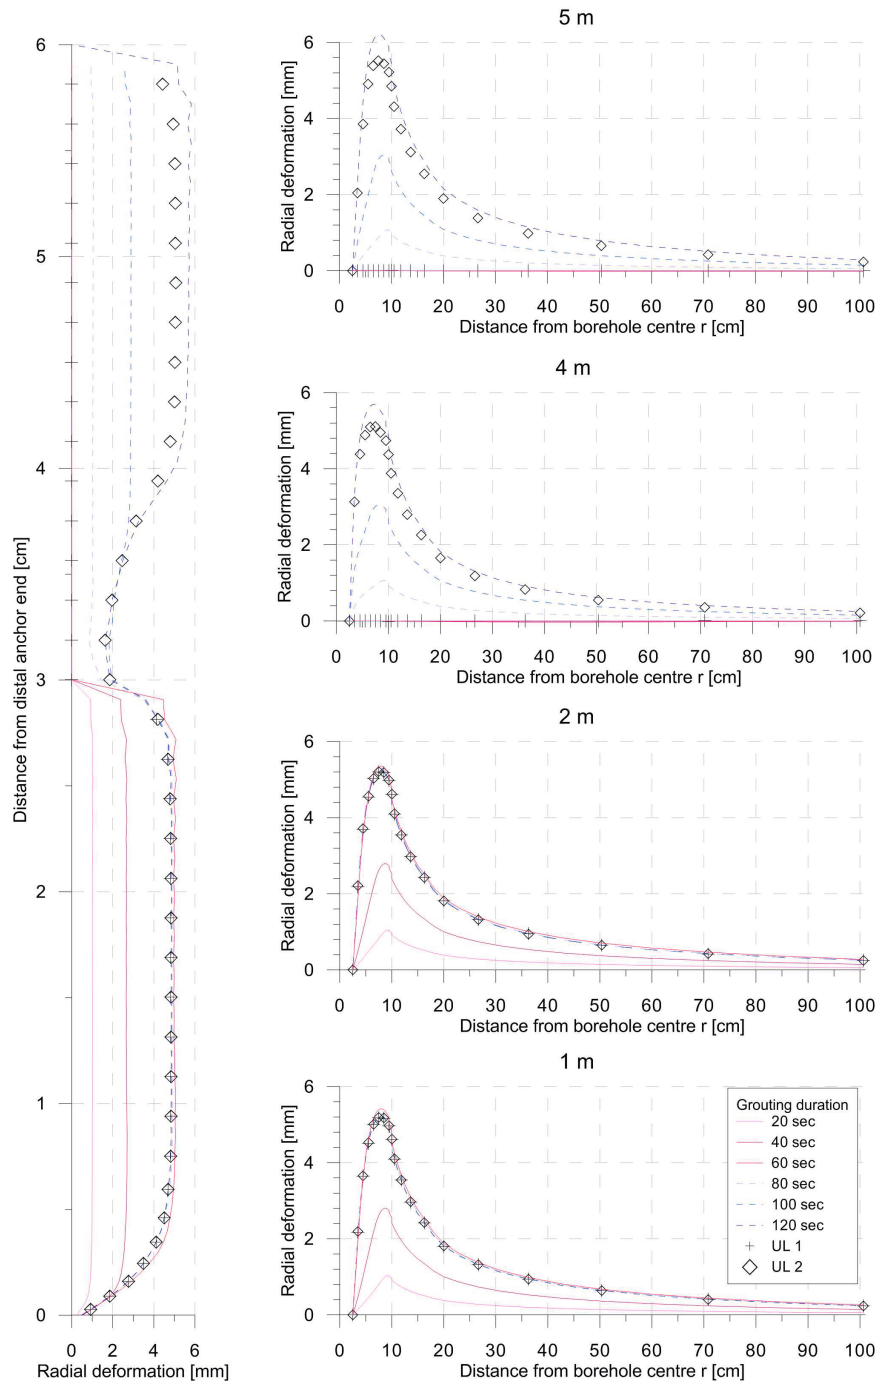 6
5
4
3
2
1
0
Distance from distal anchor end [cm]
0 2 4 6
Radial deformation [mm]
5 m
6
4
2
0
Radial deformation [mm]
0 10 20 30 40 50 60 70 80 90 100
Distance from borehole centre r [cm]
4 m
6
4
2
0
Radial deformation [mm]
0 10 20 30 40 50 60 70 80 90 100
Distance from borehole centre r [cm]
2 m
6
4
2
0
Radial deformation [mm]
0 10 20 30 40 50 60 70 80 90 100
Distance from borehole centre r [cm]
1 m
6
4
2
0
Radial deformation [mm]
0 10 20 30 40 50 60 70 80 90 100
Distance from borehole centre r [cm]
Grouting duration
20 sec
40 sec
60 sec
80 sec
100 sec
120 sec
UL 1
UL 2